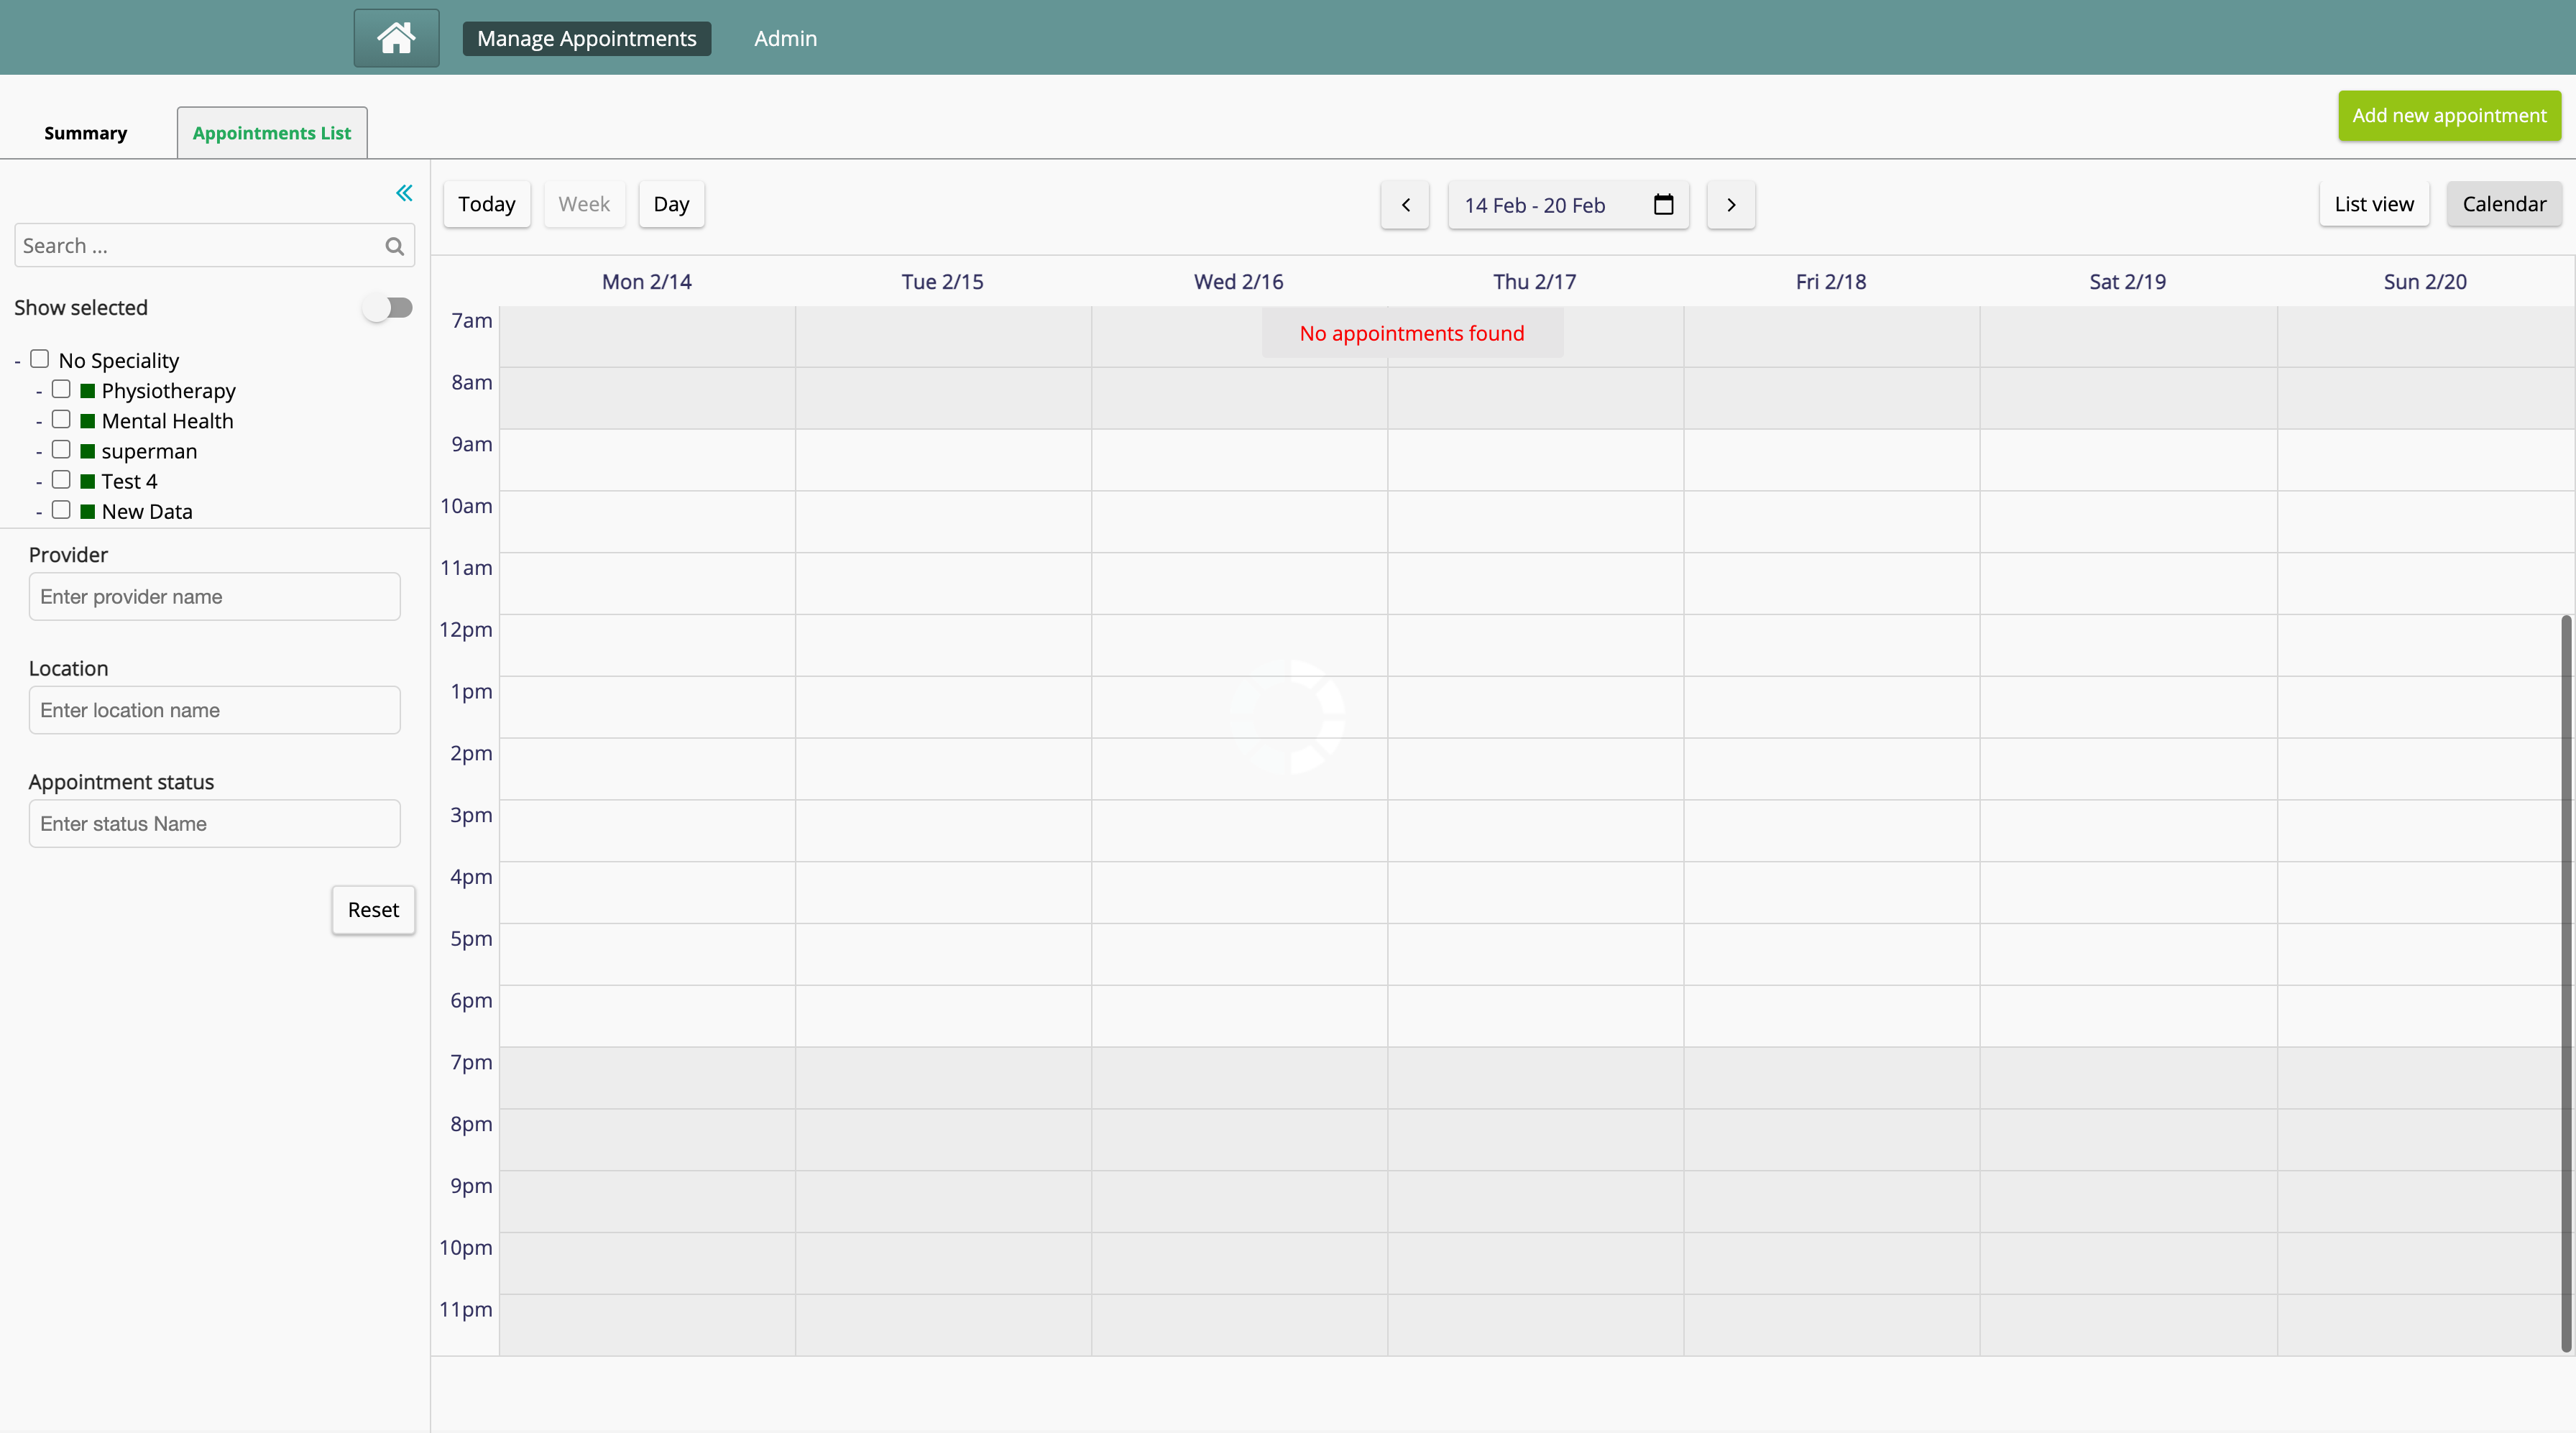 Manage Appointments
Admin
Summary
Appointments List
Add new appointment
Today
Week
Day
14 Feb - 20 Feb
List view
Calendar
Search ...
Show selected
- No Speciality
- Physiotherapy
- Mental Health
- superman
- Test 4
- New Data
Provider
Enter provider name
Location
Enter location name
Appointment status
Enter status Name
Reset
Mon 2/14
Tue 2/15
Wed 2/16
Thu 2/17
Fri 2/18
Sat 2/19
Sun 2/20
No appointments found
7am
8am
9am
10am
11am
12pm
1pm
2pm
3pm
4pm
5pm
6pm
7pm
8pm
9pm
10pm
11pm